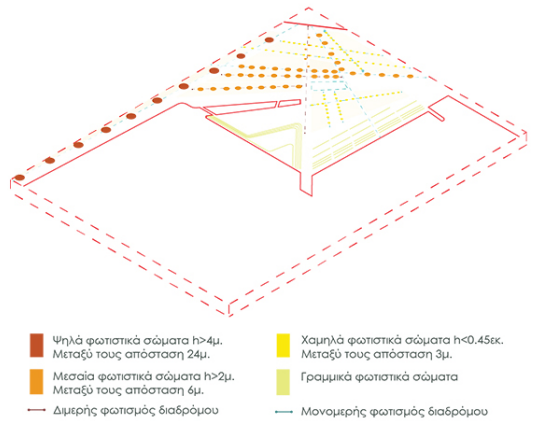 Ψηλά φωτιστικά σώματα h>4μ.
Μεταξύ τους απόσταση 24μ.
Μεσαία φωτιστικά σώματα h>2μ.
Μεταξύ τους απόσταση 6μ.
Διμερής φωτισμός διαδρόμου
Χαμηλά φωτιστικά σώματα h<0.45εκ.
Μεταξύ τους απόσταση 3μ.
Γραμμικά φωτιστικά σώματα
Μονομερής φωτισμός διαδρόμου